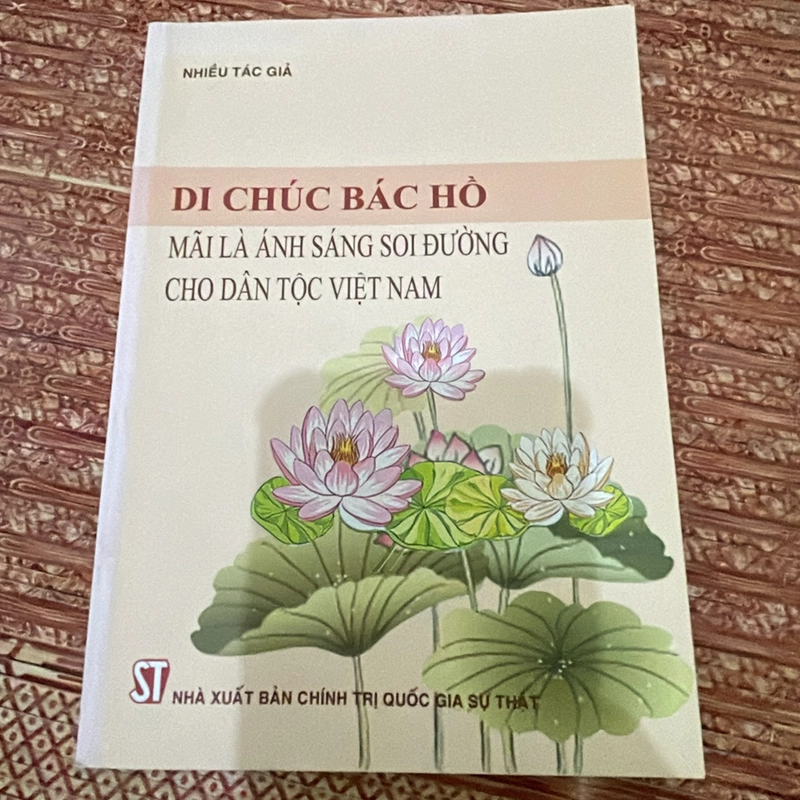 NHIỀU TÁC GIẢ
DI CHÚC BÁC HỒ
MÃI LÀ ÁNH SÁNG SOI ĐƯỜNG
CHO DÂN TỘC VIỆT NAM
ST NHÀ XUẤT BẢN CHÍNH TRỊ QUỐC GIA SỰ THẬT